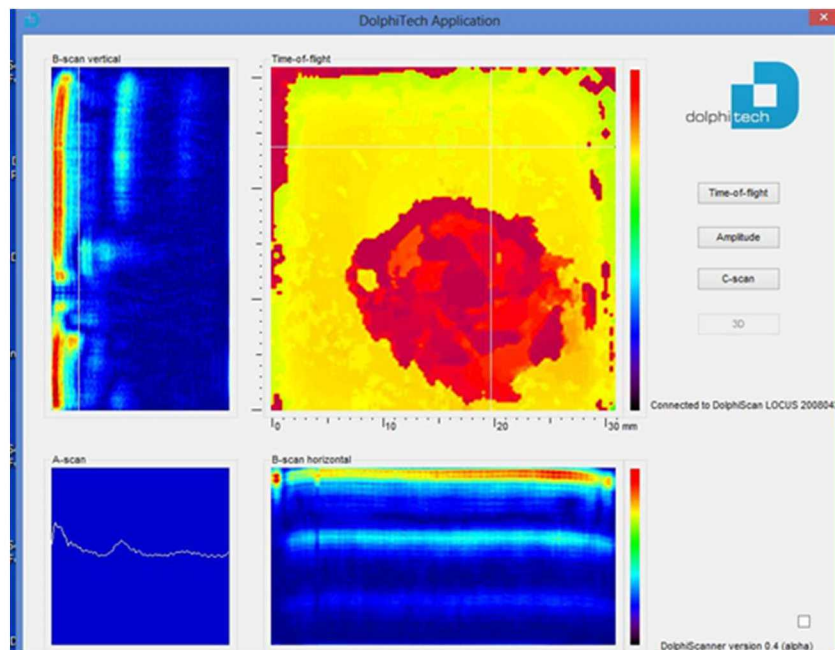 DolphiTech Application
B-scan vertical
Time-of-flight
dolphitech
Time-of-flight
Amplitude
C-scan
3D
Connected to DolphiScan LOCUS 200804
0 10 20 30 mm
A-scan
B-scan horizontal
DolphiScanner version 0.4 (alpha)